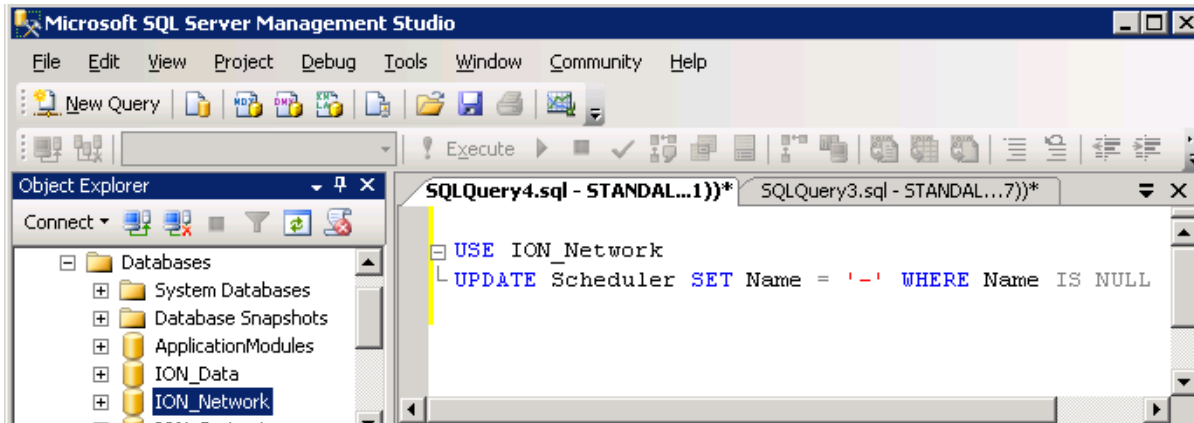 Microsoft SQL Server Management Studio
File Edit View Project Debug Tools Window Community Help
New Query
Execute
Object Explorer
SQLQuery4.sql - STANDAL...1))* SQLQuery3.sql - STANDAL...7))*
Connect
Databases
System Databases
Database Snapshots
ApplicationModules
ION_Data
ION_Network
USE ION_Network
UPDATE Scheduler SET Name = '-' WHERE Name IS NULL